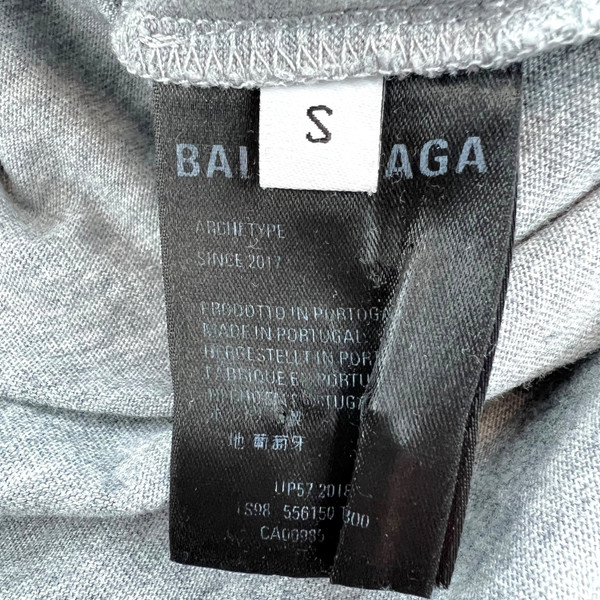 S
BAL AGA
ARCHETYPE
SINCE 2017
PRODOTTO IN PORTOGA
MADE IN PORTUGAL
HERGESTELLT IN PORT
FABRIQUE PORTU
地 葡萄牙
UP57 2018
556150